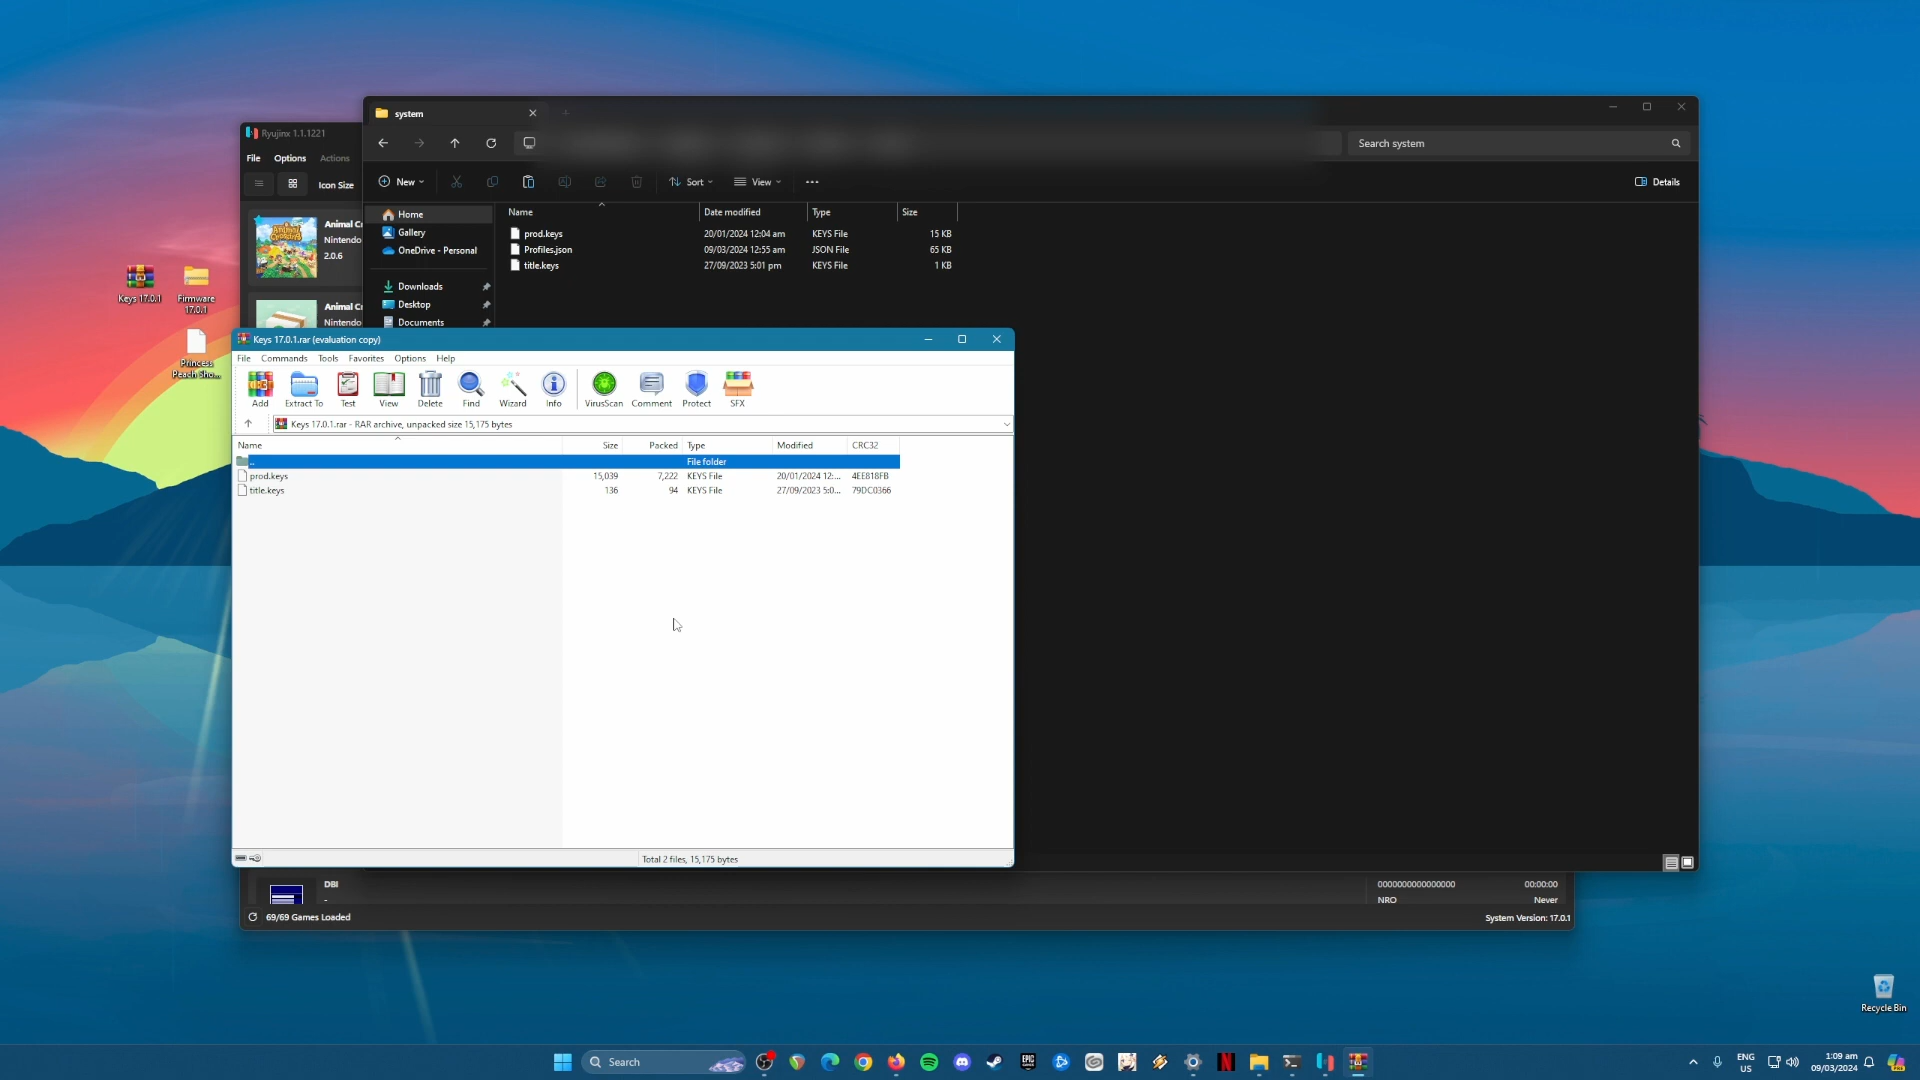 system
Ryujinx 1.1.1221
Search system
File Options Actions
New Sort View Details
Icon Size
Name Date modified Type Size
Home
Gallery
OneDrive - Personal
Downloads
Desktop
Documents
prod.keys 20/01/2024 12:04 am KEYS File 15 KB
Profiles.json 09/03/2024 12:55 am JSON File 65 KB
title.keys 27/09/2023 5:01 pm KEYS File 1 KB
Animal Cr
Nintendo
2.0.6
Animal Cr
Nintendo
Keys 17.0.1
Firmware
17.0.1
Princess
Peach Sho...
Keys 17.0.1.rar (evaluation copy)
File Commands Tools Favorites Options Help
Add Extract To Test View Delete Find Wizard Info VirusScan Comment Protect SFX
Keys 17.0.1.rar - RAR archive, unpacked size 15,175 bytes
Name Size Packed Type Modified CRC32
.. File folder
prod.keys 15,039 7,222 KEYS File 20/01/2024 12:... 4EE818FB
title.keys 136 94 KEYS File 27/09/2023 5:0... 79DC0366
Total 2 files, 15,175 bytes
DBI 0000000000000000 00:00:00
- NRO Never
69/69 Games Loaded System Version: 17.0.1
Recycle Bin
Search
ENG
US
1:09 am
09/03/2024